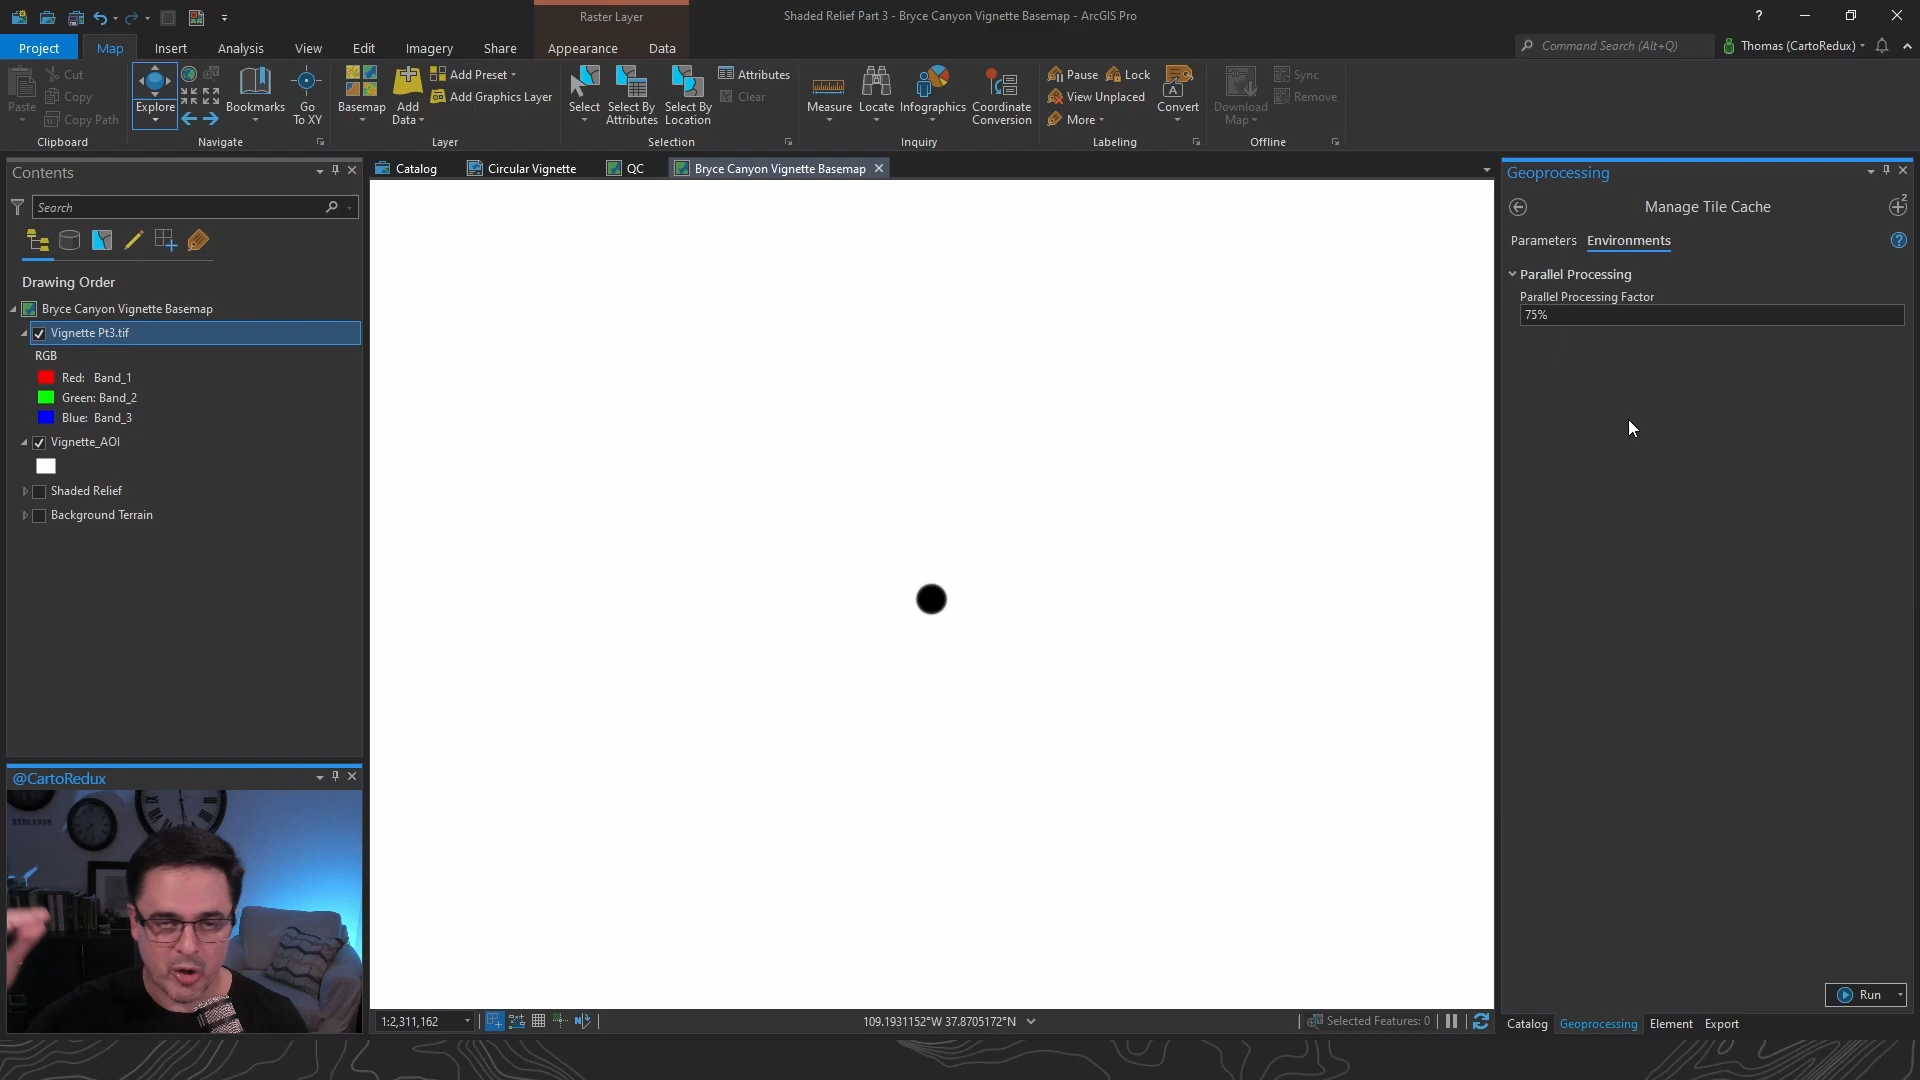 Raster Layer
Shaded Relief Part 3 - Bryce Canyon Vignette Basemap - ArcGIS Pro
?
Project
Map
Insert
Analysis
View
Edit
Imagery
Share
Appearance
Data
Command Search (Alt+Q)
Thomas (CartoRedux)
Paste
Cut
Copy
Copy Path
Clipboard
Explore
Bookmarks
Go To XY
Navigate
Basemap
Add Data
Add Preset
Add Graphics Layer
Layer
Select
Select By Attributes
Select By Location
Attributes
Clear
Selection
Measure
Locate
Infographics
Coordinate Conversion
Inquiry
Pause
Lock
View Unplaced
More
Convert
Labeling
Download Map
Sync
Remove
Offline
Contents
Search
Drawing Order
Bryce Canyon Vignette Basemap
Vignette Pt3.tif
RGB
Red: Band_1
Green: Band_2
Blue: Band_3
Vignette_AOI
Shaded Relief
Background Terrain
@CartoRedux
REDLANDS
Catalog
Circular Vignette
QC
Bryce Canyon Vignette Basemap
1:2,311,162
109.1931152°W 37.8705172°N
Selected Features: 0
Geoprocessing
Manage Tile Cache
2
Parameters
Environments
?
Parallel Processing
Parallel Processing Factor
75%
Run
Catalog
Geoprocessing
Element
Export